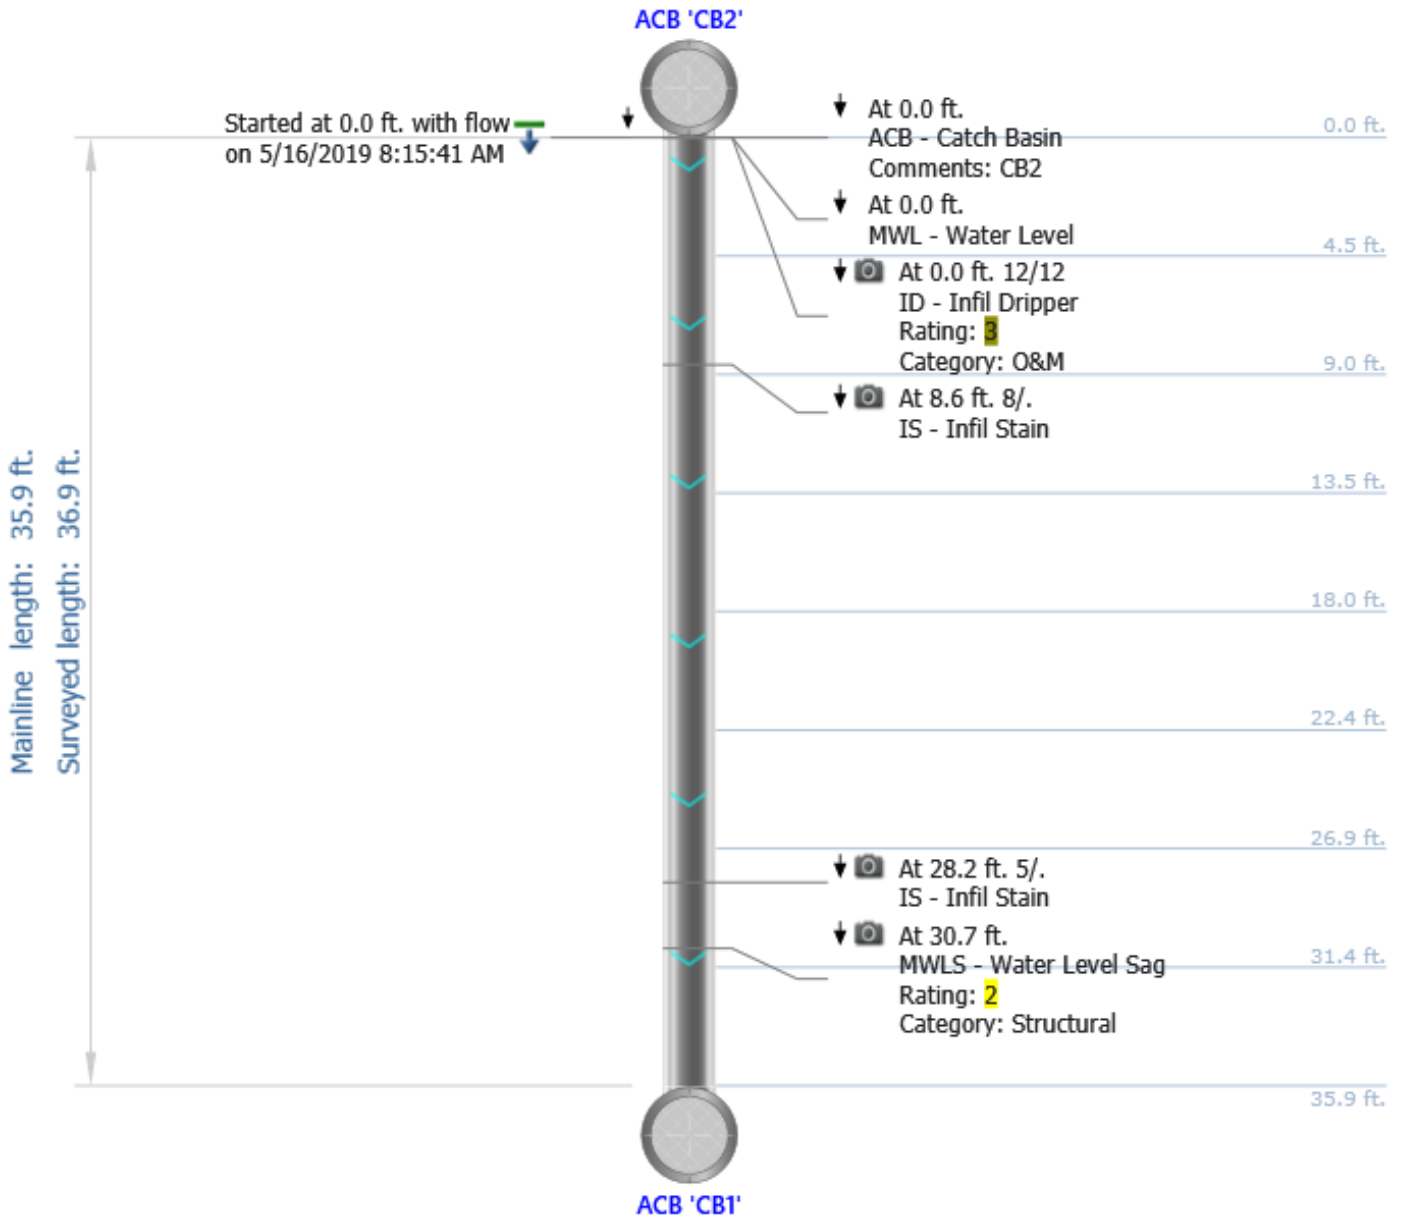 ACB 'CB2'
Started at 0.0 ft. with flow
on 5/16/2019 8:15:41 AM
At 0.0 ft.
ACB - Catch Basin
Comments: CB2
0.0 ft.
At 0.0 ft.
MWL - Water Level
4.5 ft.
At 0.0 ft. 12/12
ID - Infil Dripper
Rating: 3
Category: O&M
9.0 ft.
At 8.6 ft. 8/.
IS - Infil Stain
13.5 ft.
18.0 ft.
22.4 ft.
26.9 ft.
Mainline length: 35.9 ft.
Surveyed length: 36.9 ft.
At 28.2 ft. 5/.
IS - Infil Stain
At 30.7 ft.
MWLS - Water Level Sag
31.4 ft.
Rating: 2
Category: Structural
35.9 ft.
ACB 'CB1'